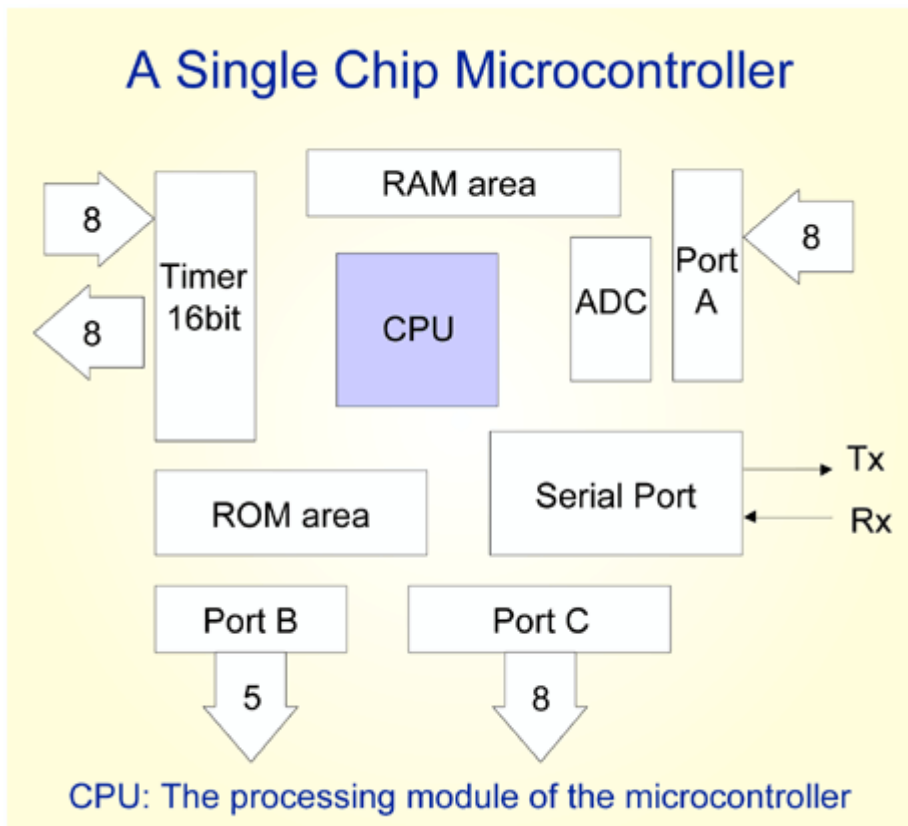 A Single Chip Microcontroller
RAM area
8
Timer
16bit
8
CPU
ADC
Port
A
8
ROM area
Serial Port
Tx
Rx
Port B
Port C
5
8
CPU: The processing module of the microcontroller